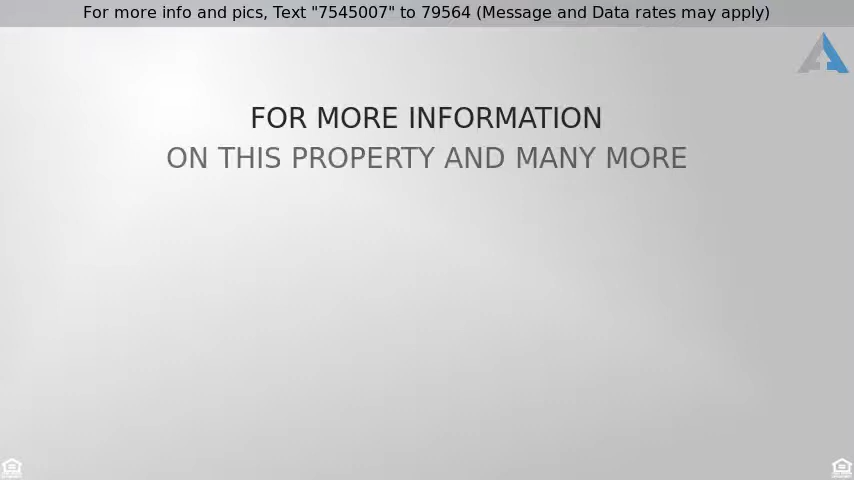 For more info and pics, Text "7545007" to 79564 (Message and Data rates may apply)
FOR MORE INFORMATION
ON THIS PROPERTY AND MANY MORE